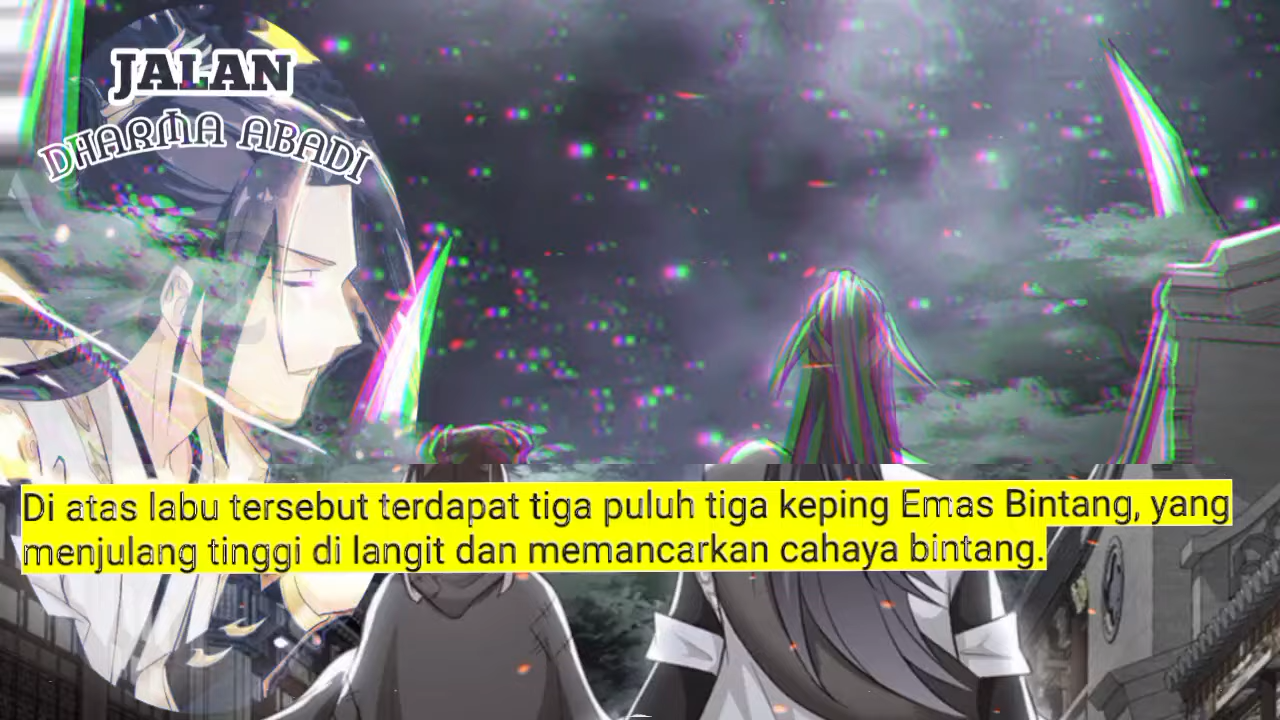 JALAN
DHARMA ABADI
Di atas labu tersebut terdapat tiga puluh tiga keping Emas Bintang, yang
menjulang tinggi di langit dan memancarkan cahaya bintang.